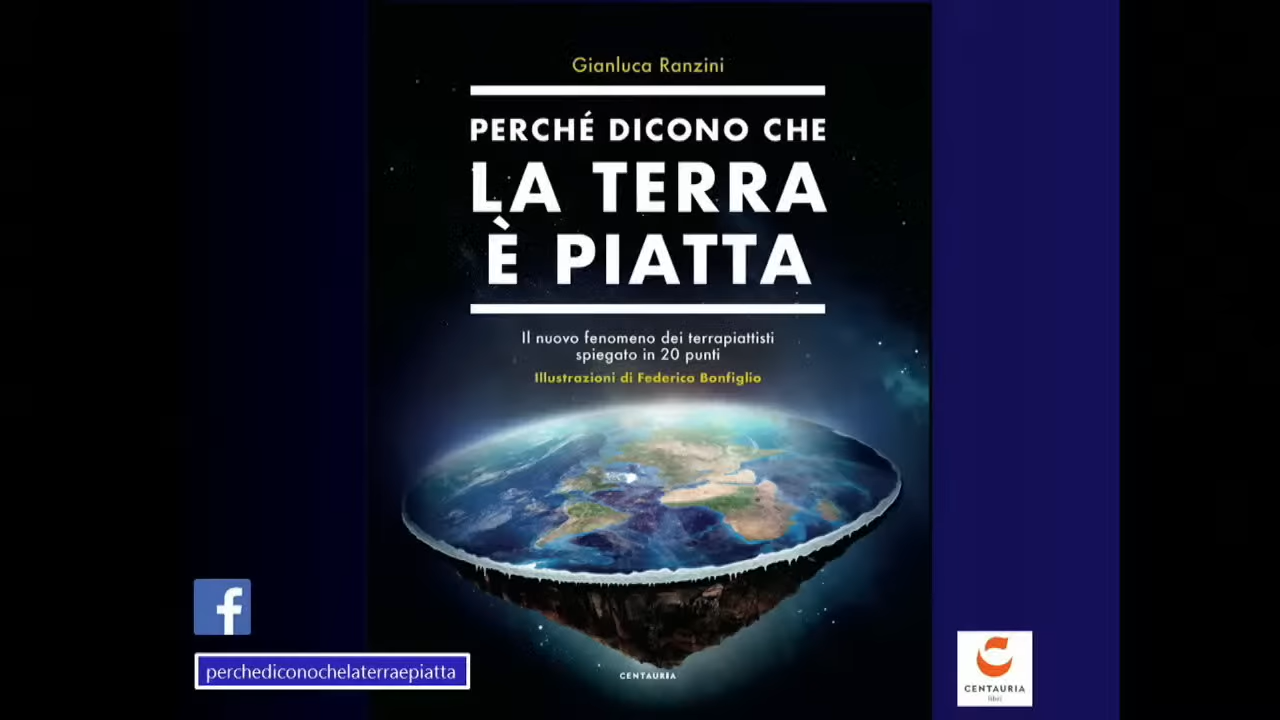 Gianluca Ranzini
PERCHÉ DICONO CHE
LA TERRA
È PIATTA
Il nuovo fenomeno dei terrapiattisti
spiegato in 20 punti
Illustrazioni di Federico Bonfiglio
CENTAURIA
f
perchediconochelaterraepiatta
CENTAURIA
libri